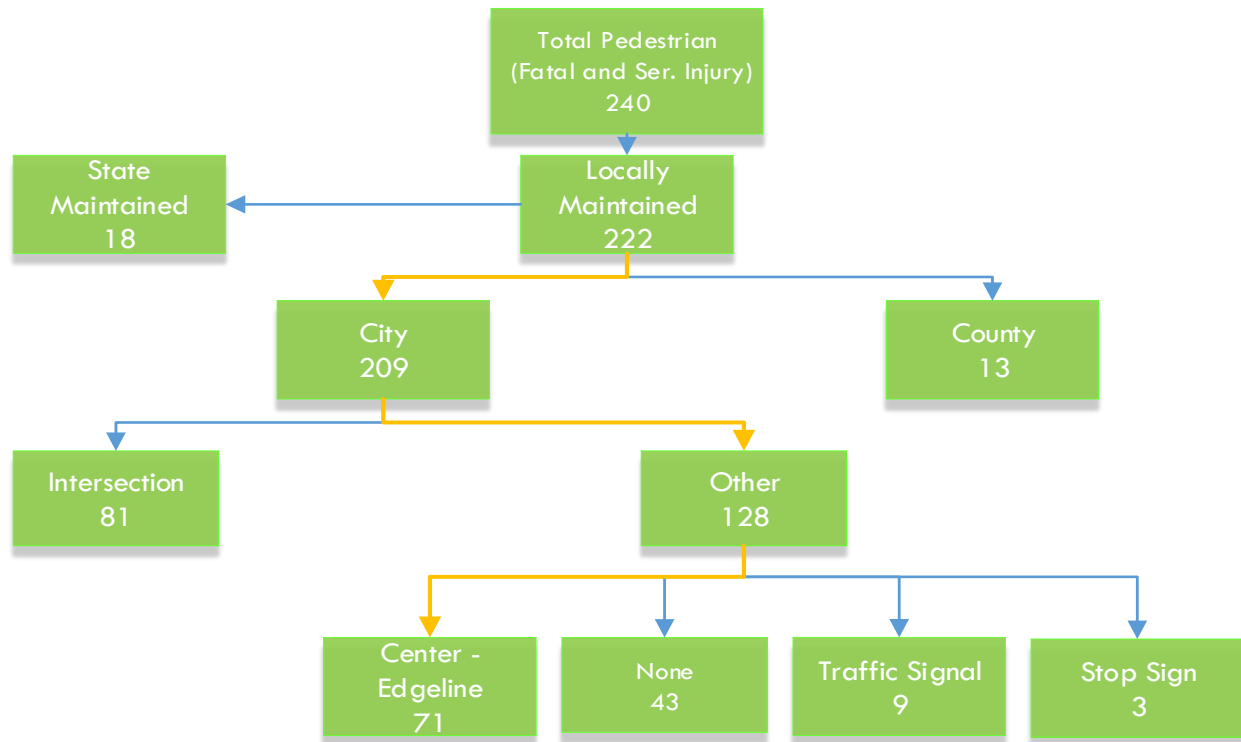 Total Pedestrian
(Fatal and Ser. Injury)
240
State
Maintained
18
Locally
Maintained
222
City
209
County
13
Intersection
81
Other
128
Center -
Edgeline
71
None
43
Traffic Signal
9
Stop Sign
3